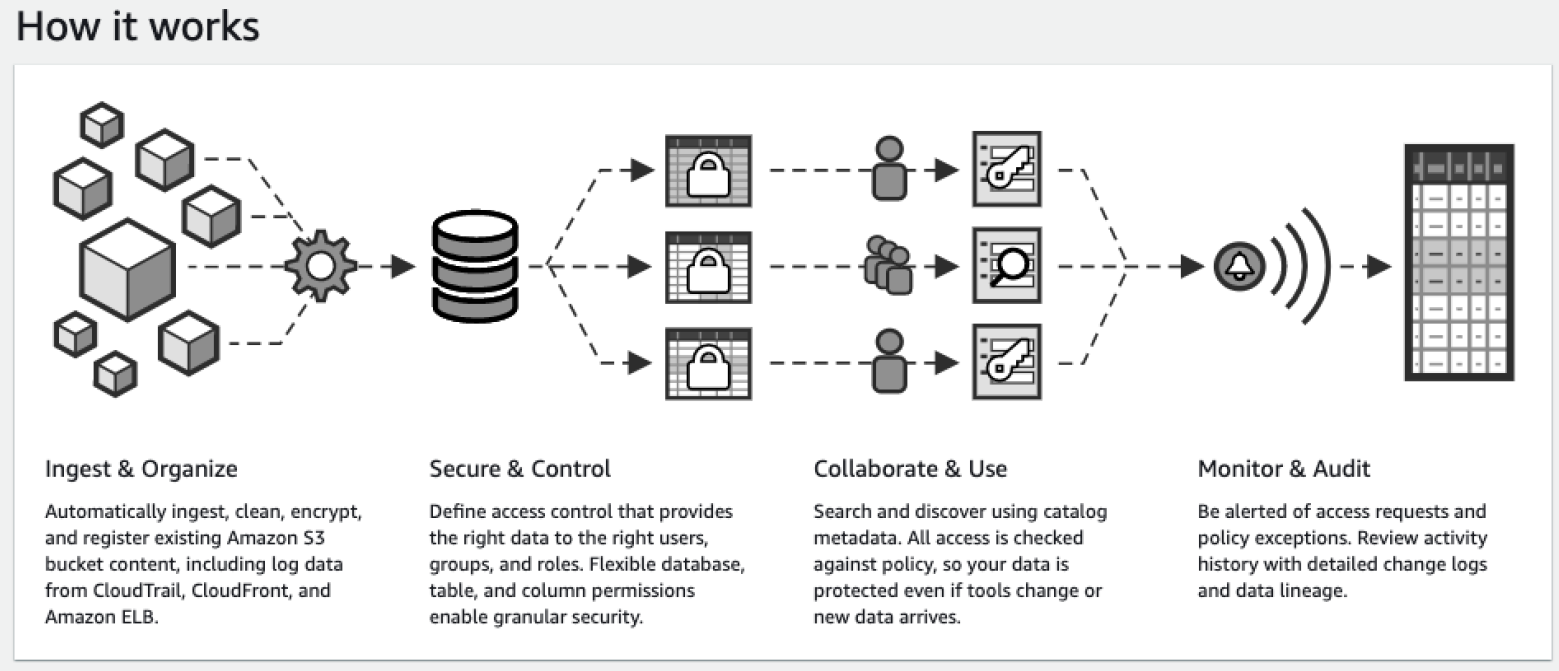 How it works
Ingest & Organize
Automatically ingest, clean, encrypt,
and register existing Amazon S3
bucket content, including log data
from CloudTrail, CloudFront, and
Amazon ELB.
Secure & Control
Define access control that provides
the right data to the right users,
groups, and roles. Flexible database,
table, and column permissions
enable granular security.
Collaborate & Use
Search and discover using catalog
metadata. All access is checked
against policy, so your data is
protected even if tools change or
new data arrives.
Monitor & Audit
Be alerted of access requests and
policy exceptions. Review activity
history with detailed change logs
and data lineage.